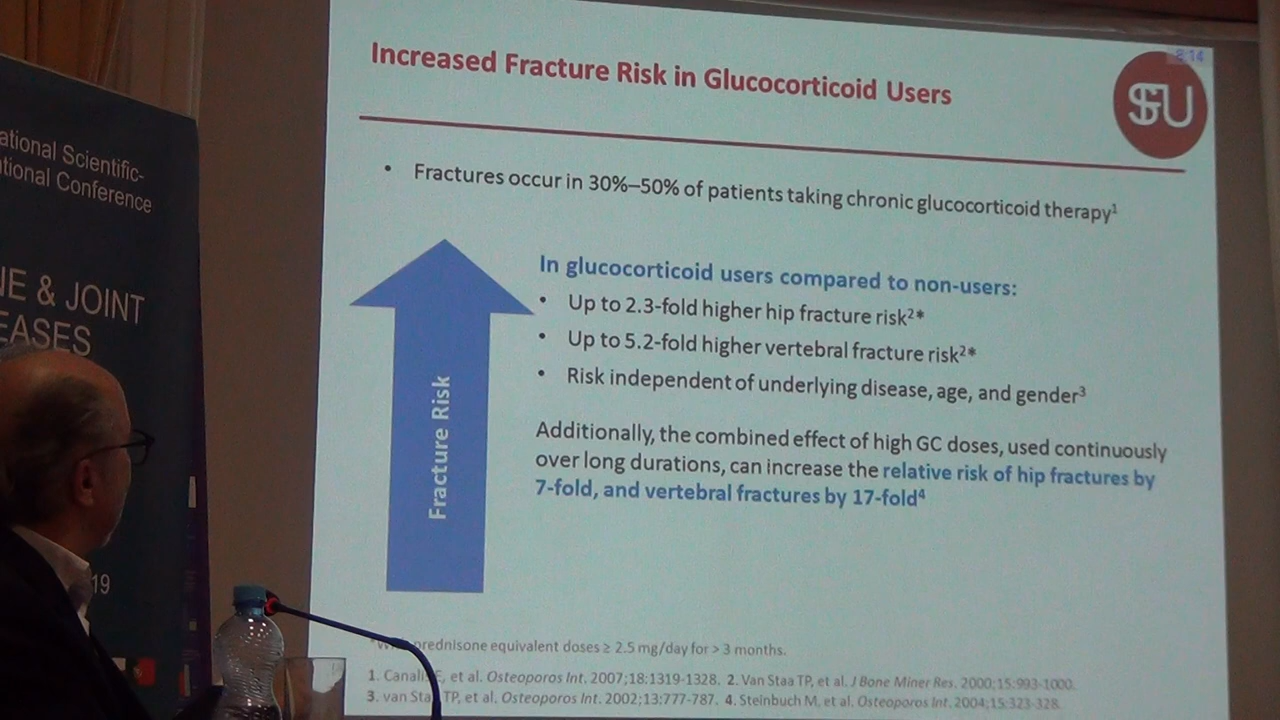 ational Scientific-
tional Conference
NE & JOINT
EASES
19
Increased Fracture Risk in Glucocorticoid Users
SFU
• Fractures occur in 30%–50% of patients taking chronic glucocorticoid therapy¹
Fracture Risk
In glucocorticoid users compared to non-users:
• Up to 2.3-fold higher hip fracture risk²*
• Up to 5.2-fold higher vertebral fracture risk²*
• Risk independent of underlying disease, age, and gender³
Additionally, the combined effect of high GC doses, used continuously
over long durations, can increase the relative risk of hip fractures by
7-fold, and vertebral fractures by 17-fold⁴
prednisone equivalent doses ≥ 2.5 mg/day for > 3 months.
1. Canalis E, et al. Osteoporos Int. 2007;18:1319-1328. 2. Van Staa TP, et al. J Bone Miner Res. 2000;15:993-1000.
3. van Staa TP, et al. Osteoporos Int. 2002;13:777-787. 4. Steinbuch M, et al. Osteoporos Int. 2004;15:323-328.